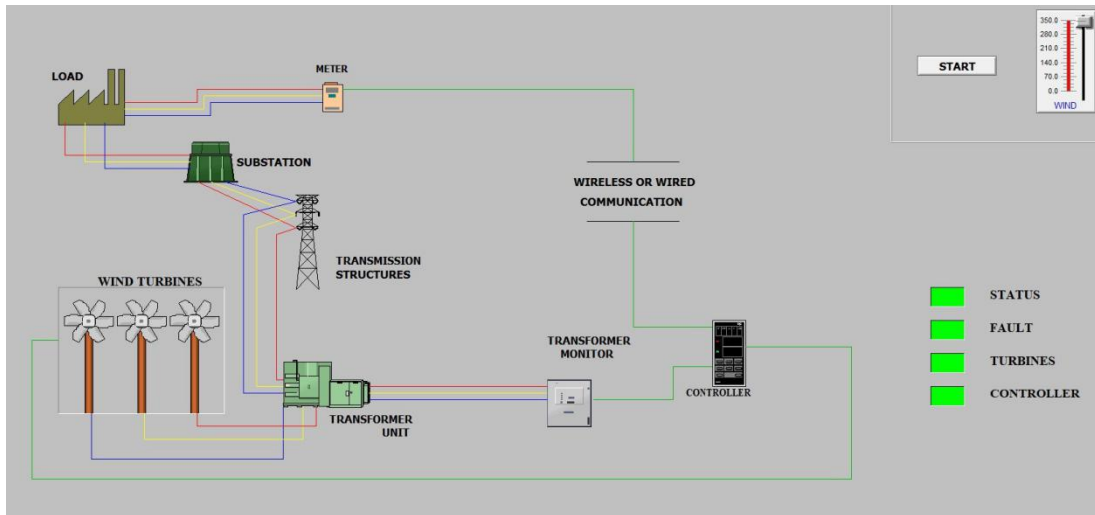 350.0
280.0
210.0
140.0
70.0
0.0
WIND
START
LOAD
METER
SUBSTATION
WIRELESS OR WIRED
COMMUNICATION
TRANSMISSION
STRUCTURES
WIND TURBINES
STATUS
FAULT
TURBINES
CONTROLLER
TRANSFORMER
MONITOR
CONTROLLER
TRANSFORMER
UNIT